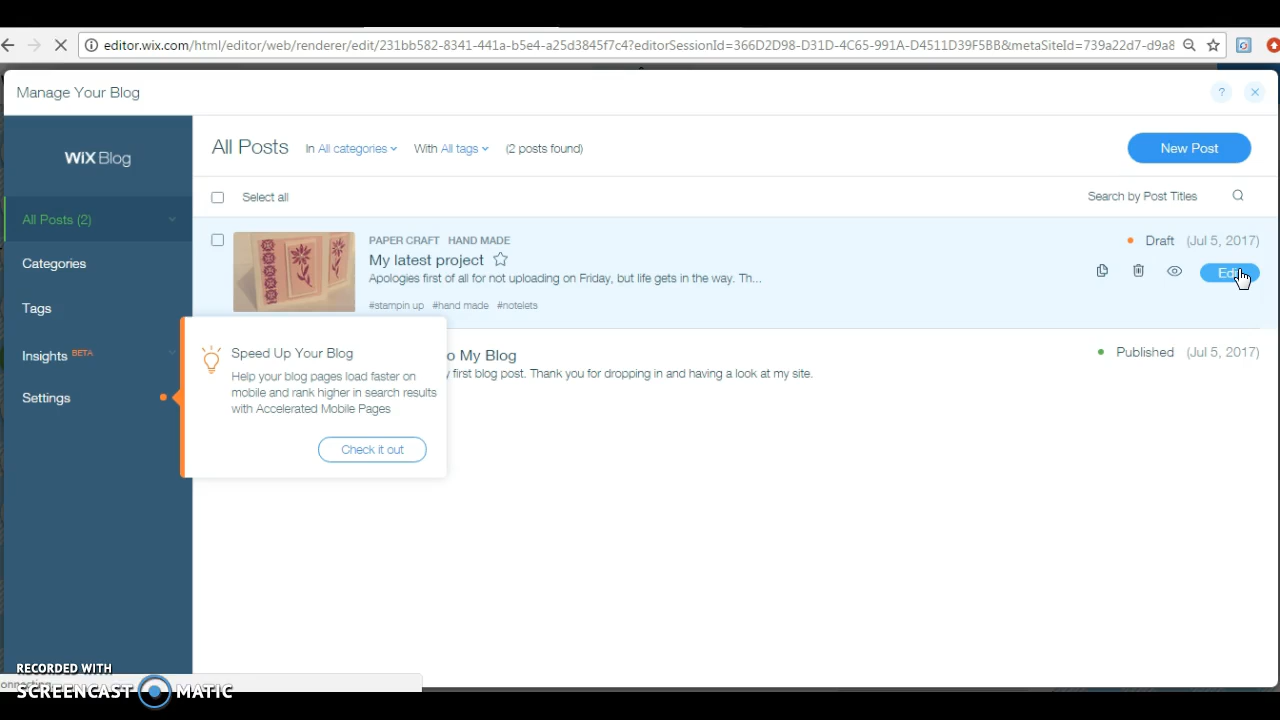 editor.wix.com/html/editor/web/renderer/edit/231bb582-8341-441a-b5e4-a25d3845f7c4?editorSessionId=366D2D98-D31D-4C65-991A-D4511D39F5BB&metaSiteId=739a22d7-d9a8
Manage Your Blog
?
WiX Blog
All Posts In All categories With All tags (2 posts found)
New Post
Select all
Search by Post Titles
All Posts (2)
Categories
Tags
Insights BETA
Settings
PAPER CRAFT HAND MADE
My latest project
Apologies first of all for not uploading on Friday, but life gets in the way. Th...
#stampin up #hand made #notelets
Draft (Jul 5, 2017)
Speed Up Your Blog
Help your blog pages load faster on
mobile and rank higher in search results
with Accelerated Mobile Pages
Check it out
o My Blog
first blog post. Thank you for dropping in and having a look at my site.
Published (Jul 5, 2017)
RECORDED WITH
SCREENCAST MATIC